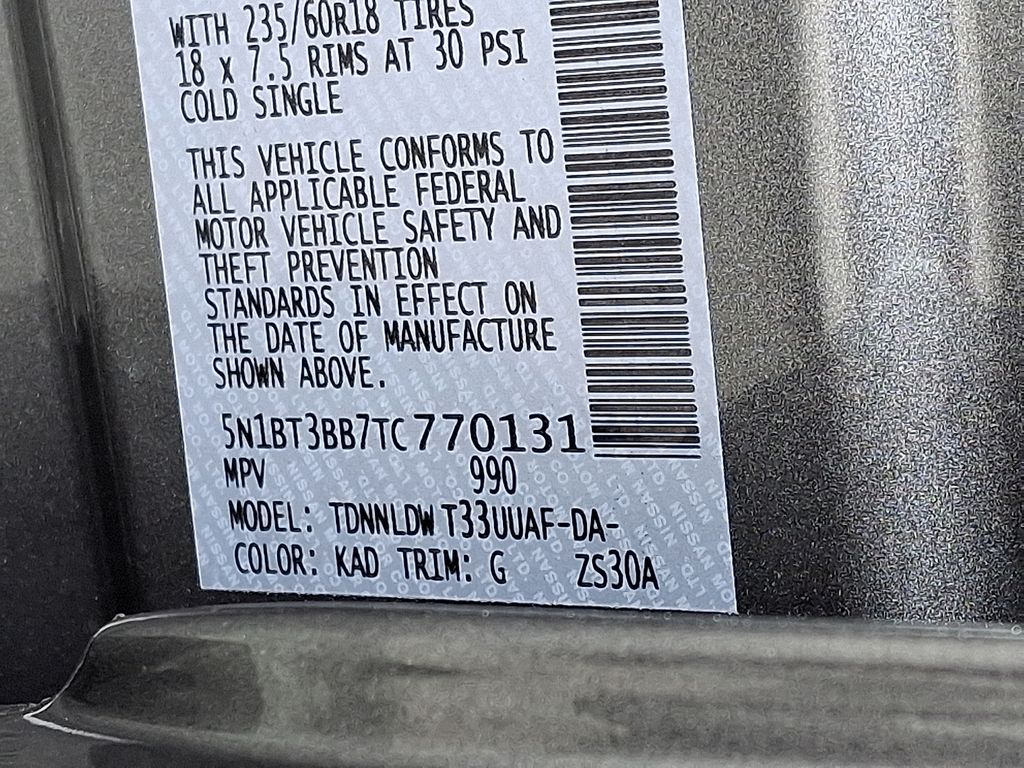 WITH 235/60R18 TIRES
18 x 7.5 RIMS AT 30 PSI
COLD SINGLE
THIS VEHICLE CONFORMS TO
ALL APPLICABLE FEDERAL
MOTOR VEHICLE SAFETY AND
THEFT PREVENTION
STANDARDS IN EFFECT ON
THE DATE OF MANUFACTURE
SHOWN ABOVE.
5N1BT3BB7TC770131
MPV 990
MODEL: TDNNLDW T33UUAF-DA-
COLOR: KAD TRIM: G ZS30A